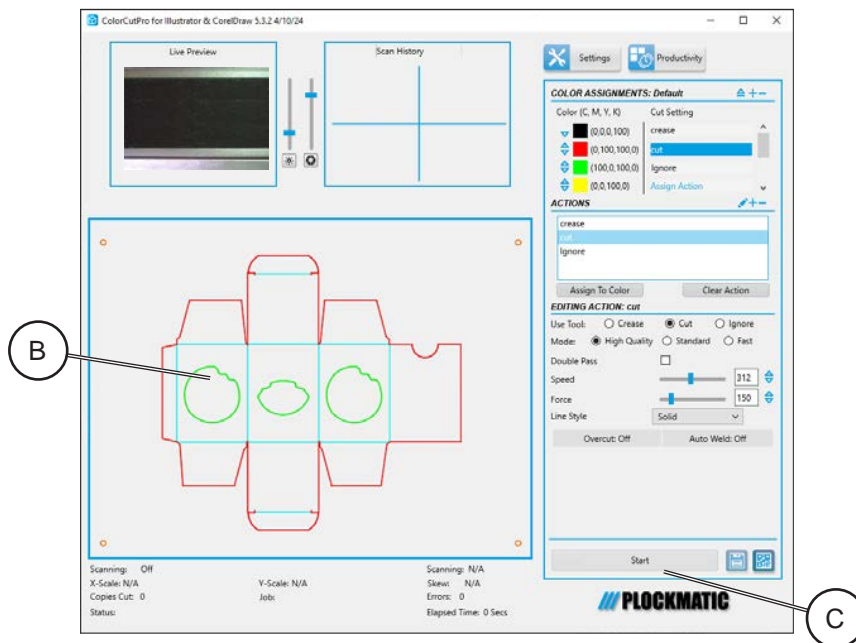 ColorCutPro for Illustrator & CorelDraw 5.3.2 4/10/24
Live Preview
Scan History
Settings
Productivity
COLOR ASSIGNMENTS: Default
Color (C, M, Y, K) Cut Setting
(0,0,0,100) crease
(0,100,100,0) cut
(100,0,100,0) Ignore
(0,0,100,0) Assign Action
ACTIONS
crease
cut
Ignore
Assign To Color Clear Action
EDITING ACTION: cut
Use Tool: Crease Cut Ignore
Mode: High Quality Standard Fast
Double Pass
Speed 312
Force 150
Line Style Solid
Overcut: Off Auto Weld: Off
B
Start
Scanning: Off Scanning: N/A
X-Scale: N/A Y-Scale: N/A Skew: N/A
Copies Cut: 0 Job: Errors: 0
Status: Elapsed Time: 0 Secs
PLOCKMATIC
C